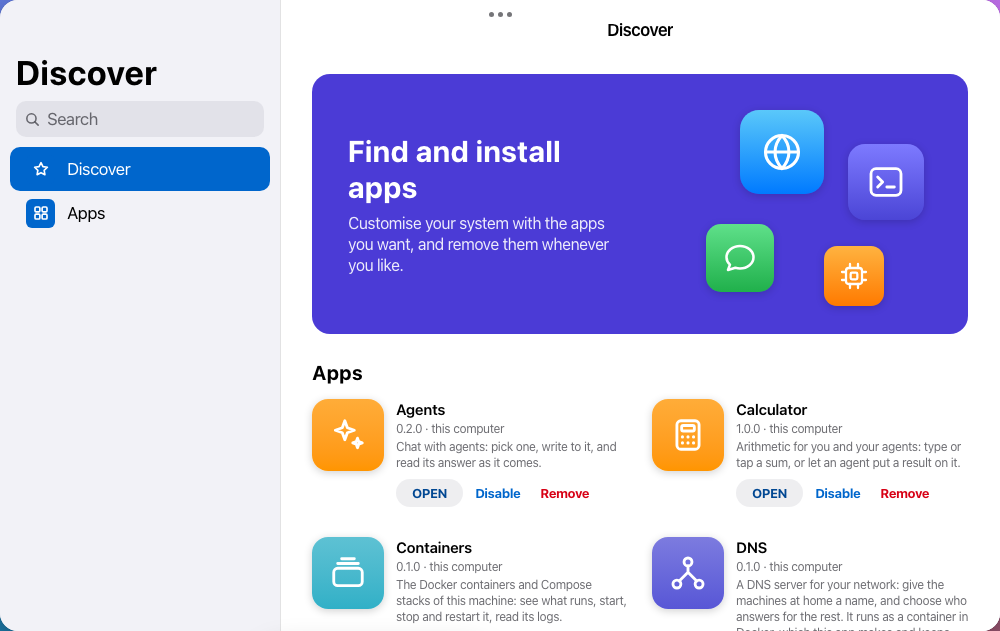 Discover
Discover
Search
Discover
Apps
Find and install
apps
Customise your system with the apps
you want, and remove them whenever
you like.
Apps
Agents
0.2.0 · this computer
Chat with agents: pick one, write to it, and
read its answer as it comes.
OPEN Disable Remove
Calculator
1.0.0 · this computer
Arithmetic for you and your agents: type or
tap a sum, or let an agent put a result on it.
OPEN Disable Remove
Containers
0.1.0 · this computer
The Docker containers and Compose
stacks of this machine: see what runs, start,
stop and restart it, read its logs.
DNS
0.1.0 · this computer
A DNS server for your network: give the
machines at home a name, and choose who
answers for the rest. It runs as a container in